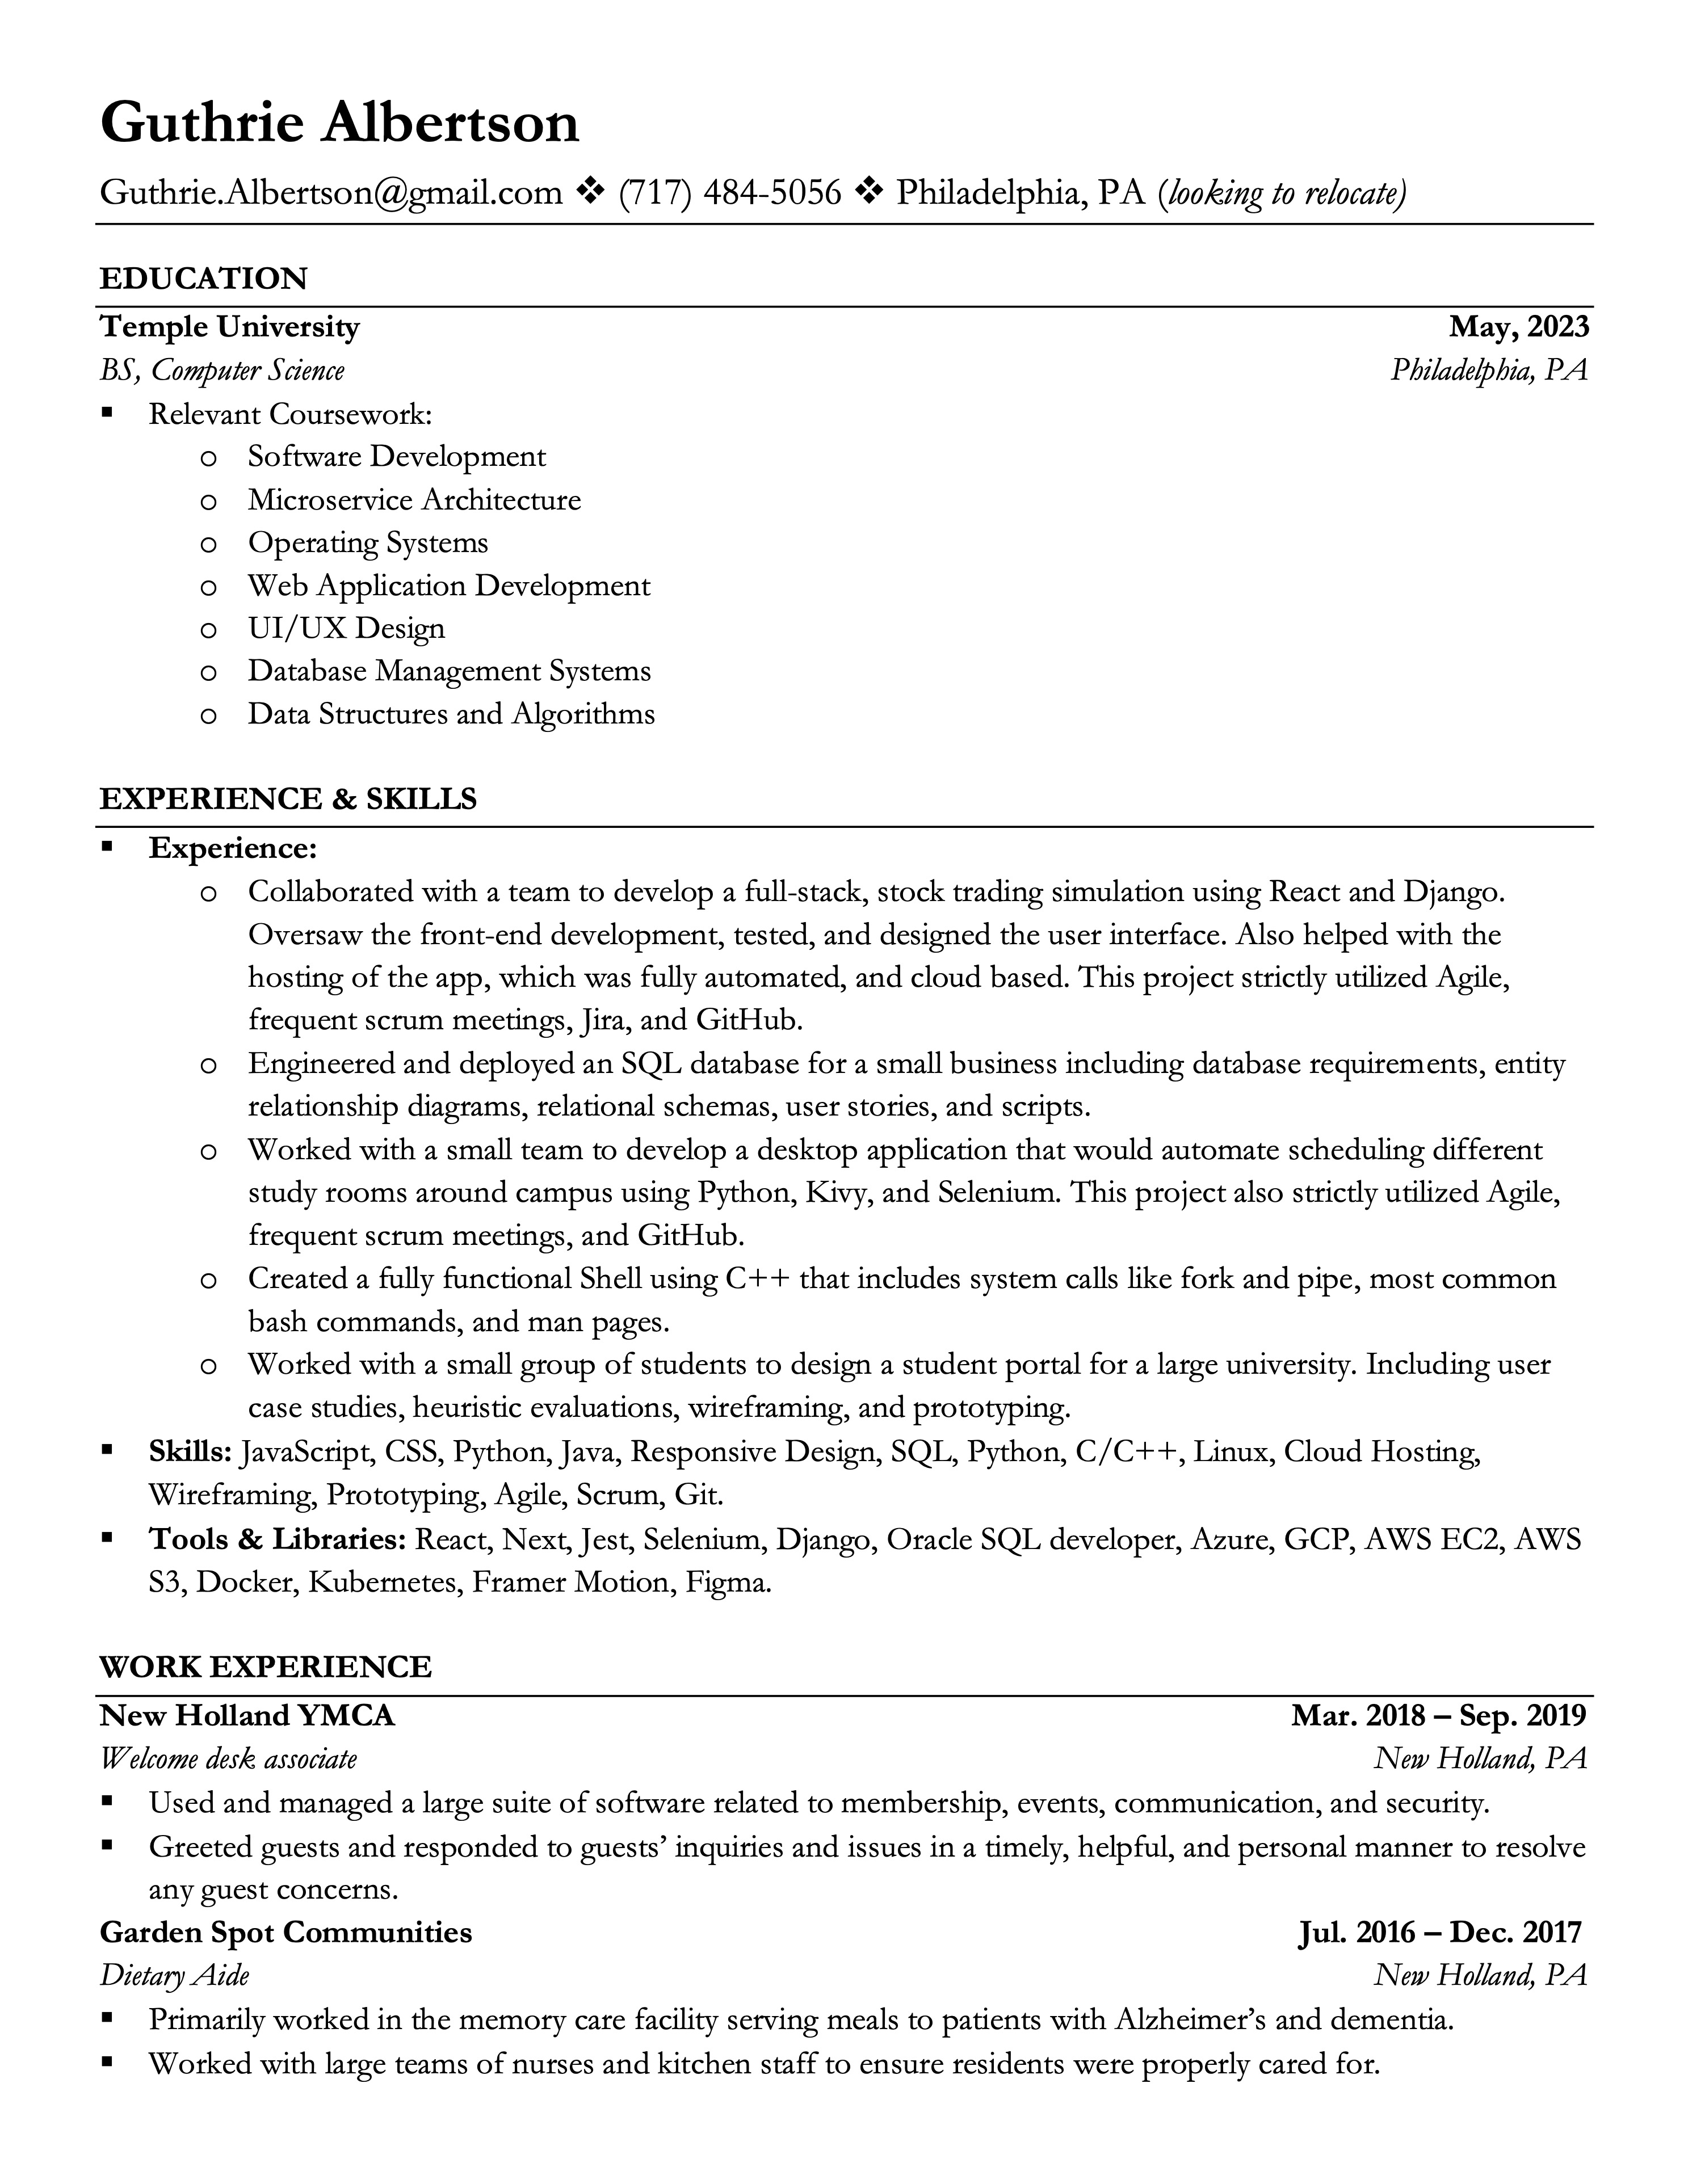 Guthrie Albertson
Guthrie.Albertson@gmail.com ❖ (717) 484-5056 ❖ Philadelphia, PA (looking to relocate)
EDUCATION
Temple University May, 2023
BS, Computer Science Philadelphia, PA
▪ Relevant Coursework:
o Software Development
o Microservice Architecture
o Operating Systems
o Web Application Development
o UI/UX Design
o Database Management Systems
o Data Structures and Algorithms
EXPERIENCE & SKILLS
▪ Experience:
o Collaborated with a team to develop a full-stack, stock trading simulation using React and Django.
Oversaw the front-end development, tested, and designed the user interface. Also helped with the
hosting of the app, which was fully automated, and cloud based. This project strictly utilized Agile,
frequent scrum meetings, Jira, and GitHub.
o Engineered and deployed an SQL database for a small business including database requirements, entity
relationship diagrams, relational schemas, user stories, and scripts.
o Worked with a small team to develop a desktop application that would automate scheduling different
study rooms around campus using Python, Kivy, and Selenium. This project also strictly utilized Agile,
frequent scrum meetings, and GitHub.
o Created a fully functional Shell using C++ that includes system calls like fork and pipe, most common
bash commands, and man pages.
o Worked with a small group of students to design a student portal for a large university. Including user
case studies, heuristic evaluations, wireframing, and prototyping.
▪ Skills: JavaScript, CSS, Python, Java, Responsive Design, SQL, Python, C/C++, Linux, Cloud Hosting,
Wireframing, Prototyping, Agile, Scrum, Git.
▪ Tools & Libraries: React, Next, Jest, Selenium, Django, Oracle SQL developer, Azure, GCP, AWS EC2, AWS
S3, Docker, Kubernetes, Framer Motion, Figma.
WORK EXPERIENCE
New Holland YMCA Mar. 2018 – Sep. 2019
Welcome desk associate New Holland, PA
▪ Used and managed a large suite of software related to membership, events, communication, and security.
▪ Greeted guests and responded to guests’ inquiries and issues in a timely, helpful, and personal manner to resolve
any guest concerns.
Garden Spot Communities Jul. 2016 – Dec. 2017
Dietary Aide New Holland, PA
▪ Primarily worked in the memory care facility serving meals to patients with Alzheimer’s and dementia.
▪ Worked with large teams of nurses and kitchen staff to ensure residents were properly cared for.